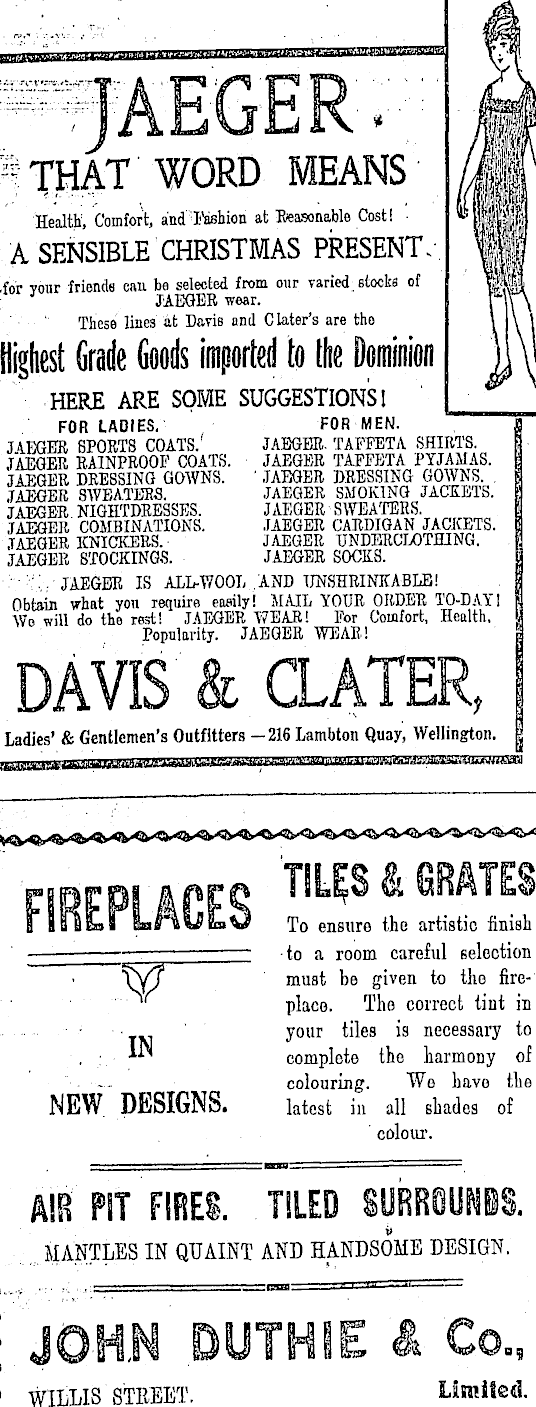 JAEGER
THAT WORD MEANS
Health, Comfort, and Fashion at Reasonable Cost!
A SENSIBLE CHRISTMAS PRESENT
for your friends can be selected from our varied stocks of
JAEGER wear.
These lines at Davis and Clater's are the
Highest Grade Goods imported to the Dominion
HERE ARE SOME SUGGESTIONS!
FOR LADIES.
JAEGER SPORTS COATS.
JAEGER RAINPROOF COATS.
JAEGER DRESSING GOWNS.
JAEGER SWEATERS.
JAEGER NIGHTDRESSES.
JAEGER COMBINATIONS.
JAEGER KNICKERS.
JAEGER STOCKINGS.
FOR MEN.
JAEGER TAFFETA SHIRTS.
JAEGER TAFFETA PYJAMAS.
JAEGER DRESSING GOWNS.
JAEGER SMOKING JACKETS.
JAEGER SWEATERS.
JAEGER CARDIGAN JACKETS.
JAEGER UNDERCLOTHING.
JAEGER SOCKS.
JAEGER IS ALL-WOOL AND UNSHRINKABLE!
Obtain what you require easily! MAIL YOUR ORDER TO-DAY!
We will do the rest! JAEGER WEAR! For Comfort, Health,
Popularity. JAEGER WEAR!
DAVIS & CLATER,
Ladies' & Gentlemen's Outfitters — 216 Lambton Quay, Wellington.
FIREPLACES
IN
NEW DESIGNS.
TILES & GRATES
To ensure the artistic finish
to a room careful selection
must be given to the fire-
place. The correct tint in
your tiles is necessary to
complete the harmony of
colouring. We have the
latest in all shades of
colour.
AIR PIT FIRES. TILED SURROUNDS.
MANTLES IN QUAINT AND HANDSOME DESIGN.
JOHN DUTHIE & Co.,
WILLIS STREET. Limited.